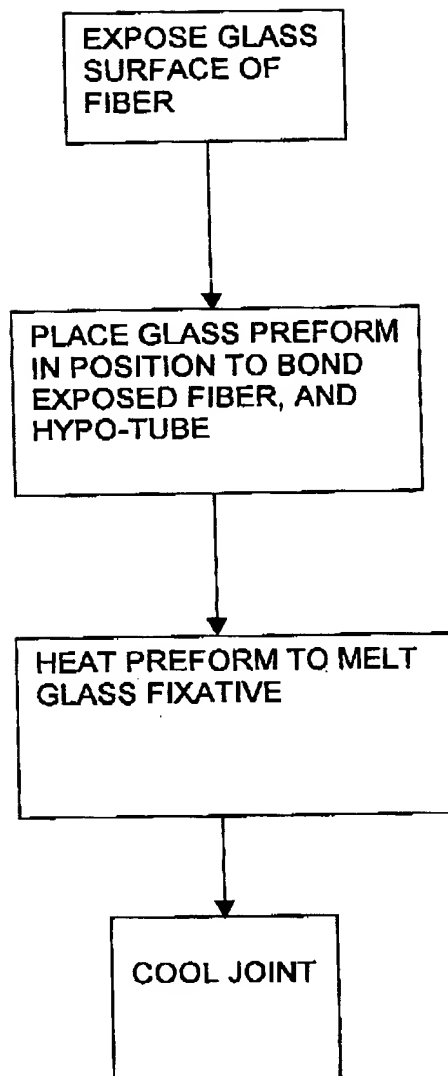 EXPOSE GLASS
SURFACE OF
FIBER
PLACE GLASS PREFORM
IN POSITION TO BOND
EXPOSED FIBER, AND
HYPO-TUBE
HEAT PREFORM TO MELT
GLASS FIXATIVE
COOL JOINT